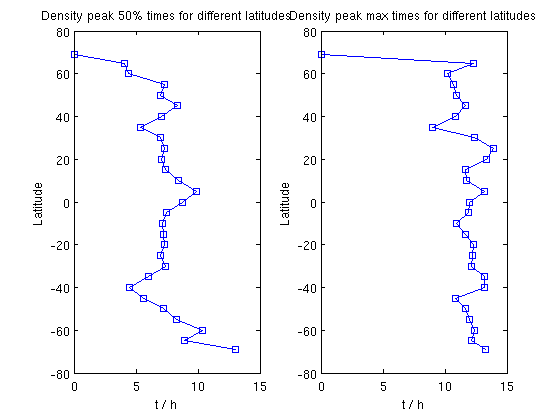 Density peak 50% times for different latitudes
Density peak max times for different latitudes
80
60
40
20
0
-20
-40
-60
-80
Latitude
0 5 10 15
t / h
80
60
40
20
0
-20
-40
-60
-80
Latitude
0 5 10 15
t / h